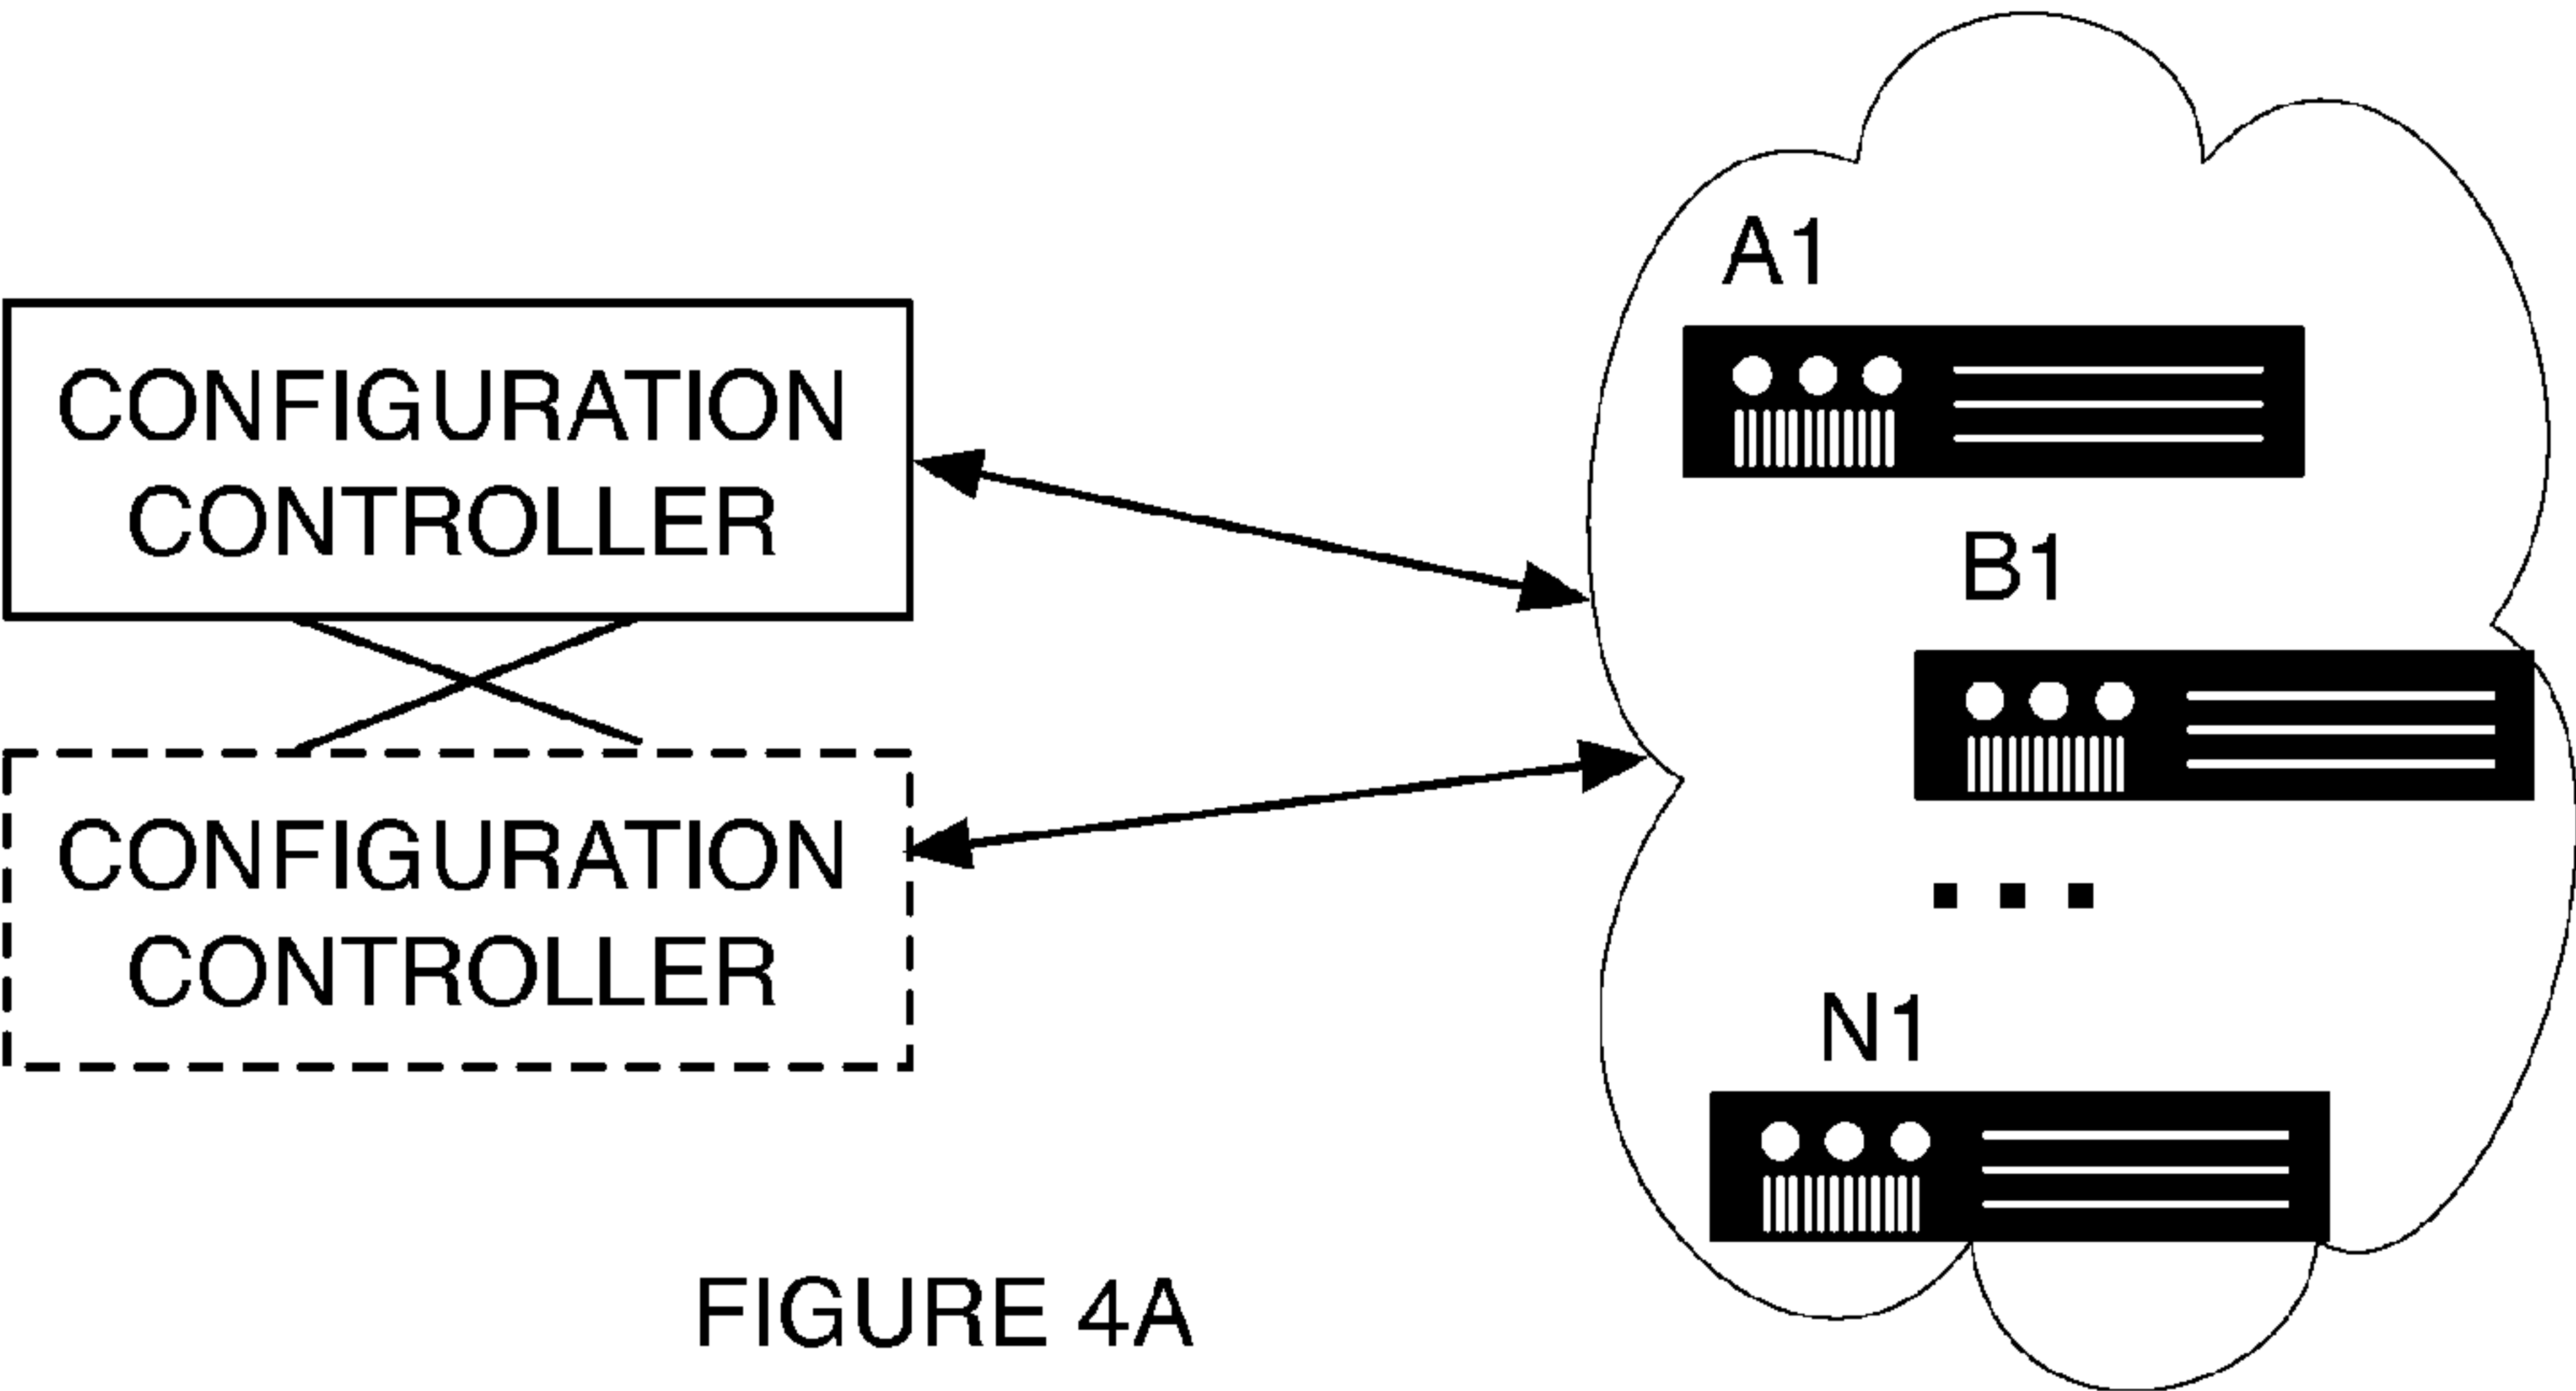 CONFIGURATION
CONTROLLER
CONFIGURATION
CONTROLLER
A1
B1
...
N1
FIGURE 4A